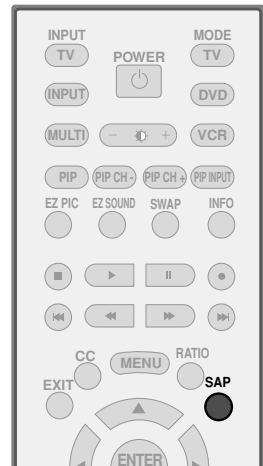 INPUT MODE
TV POWER TV
INPUT DVD
MULTI - + VCR
PIP PIP CH - PIP CH + PIP INPUT
EZ PIC EZ SOUND SWAP INFO
CC MENU RATIO
EXIT SAP
ENTER